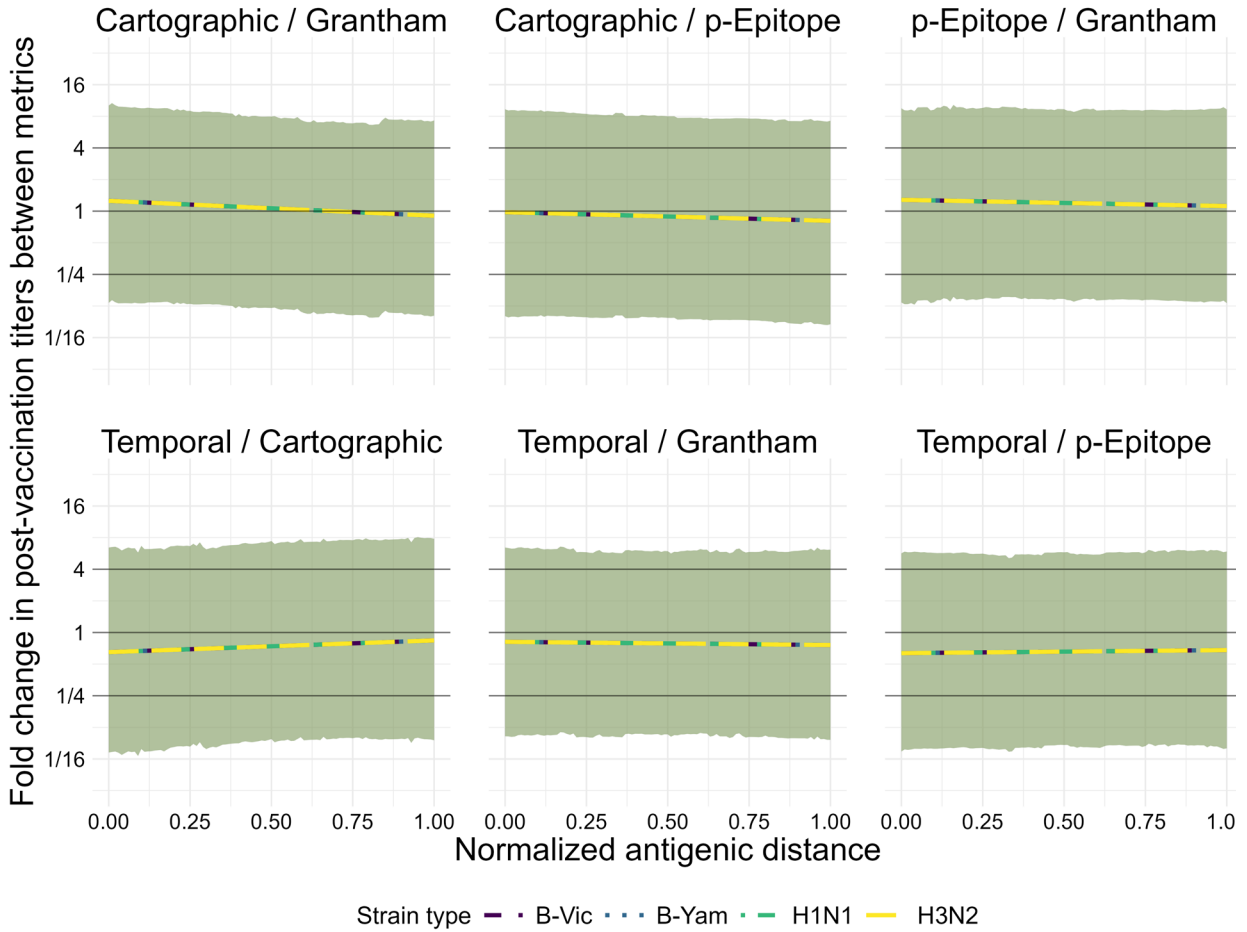 Cartographic / Grantham
Cartographic / p-Epitope
p-Epitope / Grantham
Fold change in post-vaccination titers between metrics
16
4
1
1/4
1/16
Temporal / Cartographic
Temporal / Grantham
Temporal / p-Epitope
16
4
1
1/4
1/16
0.00 0.25 0.50 0.75 1.00
0.00 0.25 0.50 0.75 1.00
0.00 0.25 0.50 0.75 1.0
Normalized antigenic distance
Strain type B-Vic B-Yam H1N1 H3N2